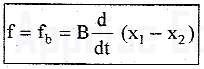 f = f_b = B d/dt (x_1 − x_2)